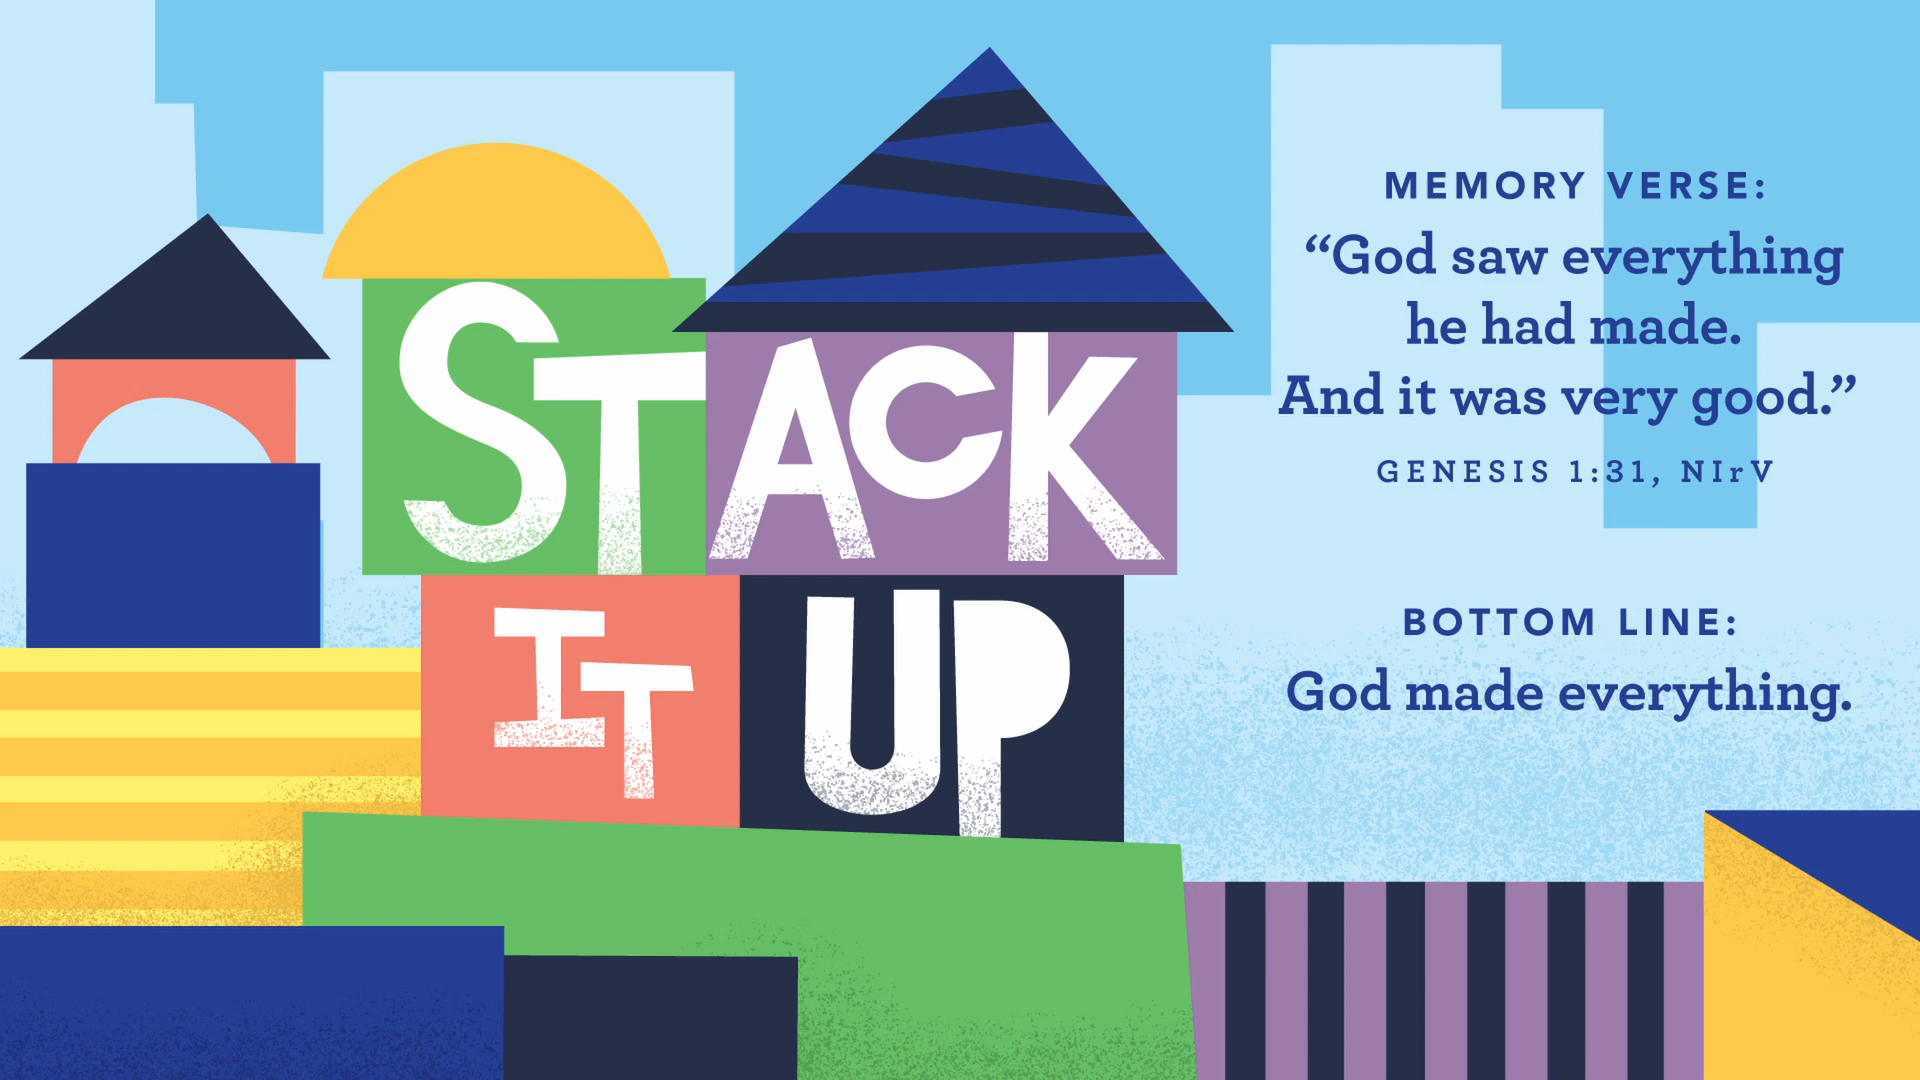 STACK
IT UP
MEMORY VERSE:
“God saw everything
he had made.
And it was very good.”
GENESIS 1:31, NIrV
BOTTOM LINE:
God made everything.